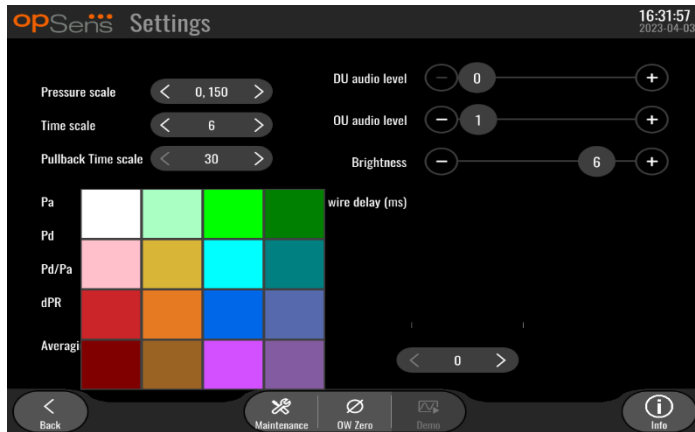 opSens Settings
16:31:57
2023-04-03
Pressure scale 0, 150
Time scale 6
Pullback Time scale 30
DU audio level 0
OU audio level 1
Brightness 6
Pa
Pd
Pd/Pa
dPR
Averagi
wire delay (ms)
0
Back
Maintenance
OW Zero
Demo
Info